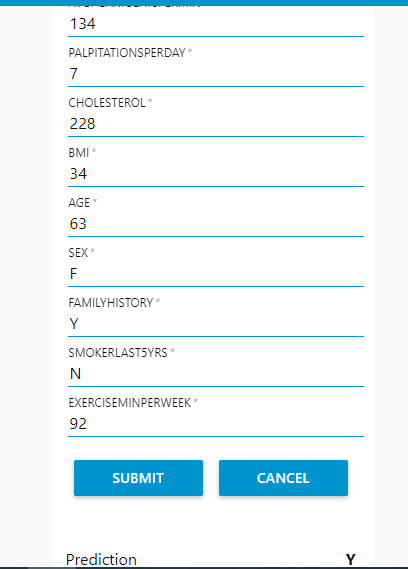 134
PALPITATIONSPERDAY *
7
CHOLESTEROL *
228
BMI *
34
AGE *
63
SEX *
F
FAMILYHISTORY *
Y
SMOKERLAST5YRS *
N
EXERCISEMINPERWEEK *
92
SUBMIT CANCEL
Prediction Y